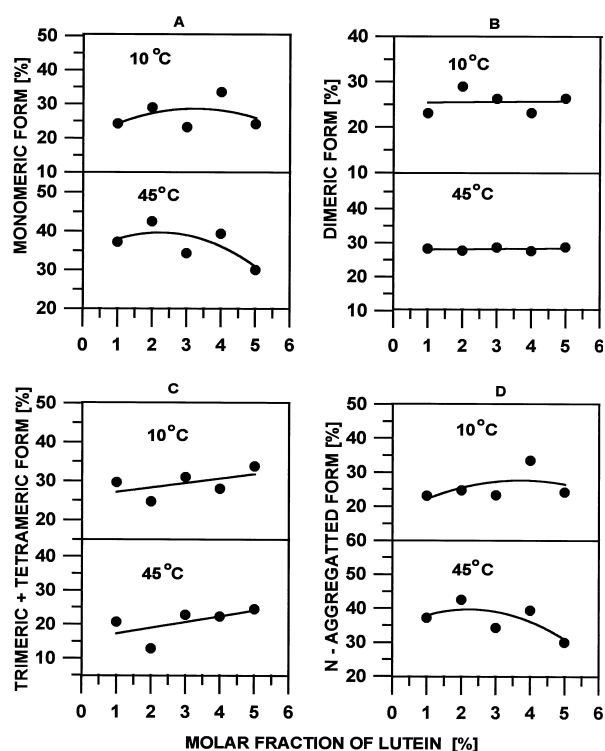 A
B
MONOMERIC FORM [%]
50
40
30
20
10
10 °C
50
40
30
20
45°C
0 1 2 3 4 5 6
DIMERIC FORM [%]
40
30
20
10
10°C
40
30
20
10
45°C
0 1 2 3 4 5 6
C
D
TRIMERIC + TETRAMERIC FORM [%]
50
40
30
20
10°C
40
30
20
10
45°C
0 1 2 3 4 5 6
N - AGGREGATTED FORM [%]
50
40
30
20
10°C
60
50
40
30
20
45°C
0 1 2 3 4 5 6
MOLAR FRACTION OF LUTEIN [%]